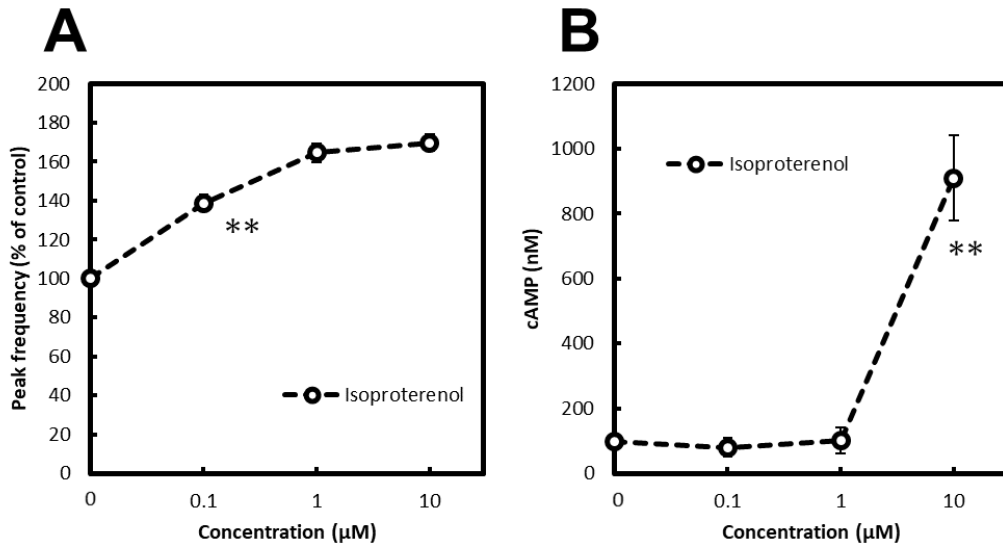 A
Peak frequency (% of control)
200
180
160
140
120
100
80
60
40
20
0
**
Isoproterenol
0 0.1 1 10
Concentration (µM)
B
cAMP (nM)
1200
1000
800
600
400
200
0
Isoproterenol
**
0 0.1 1 10
Concentration (µM)